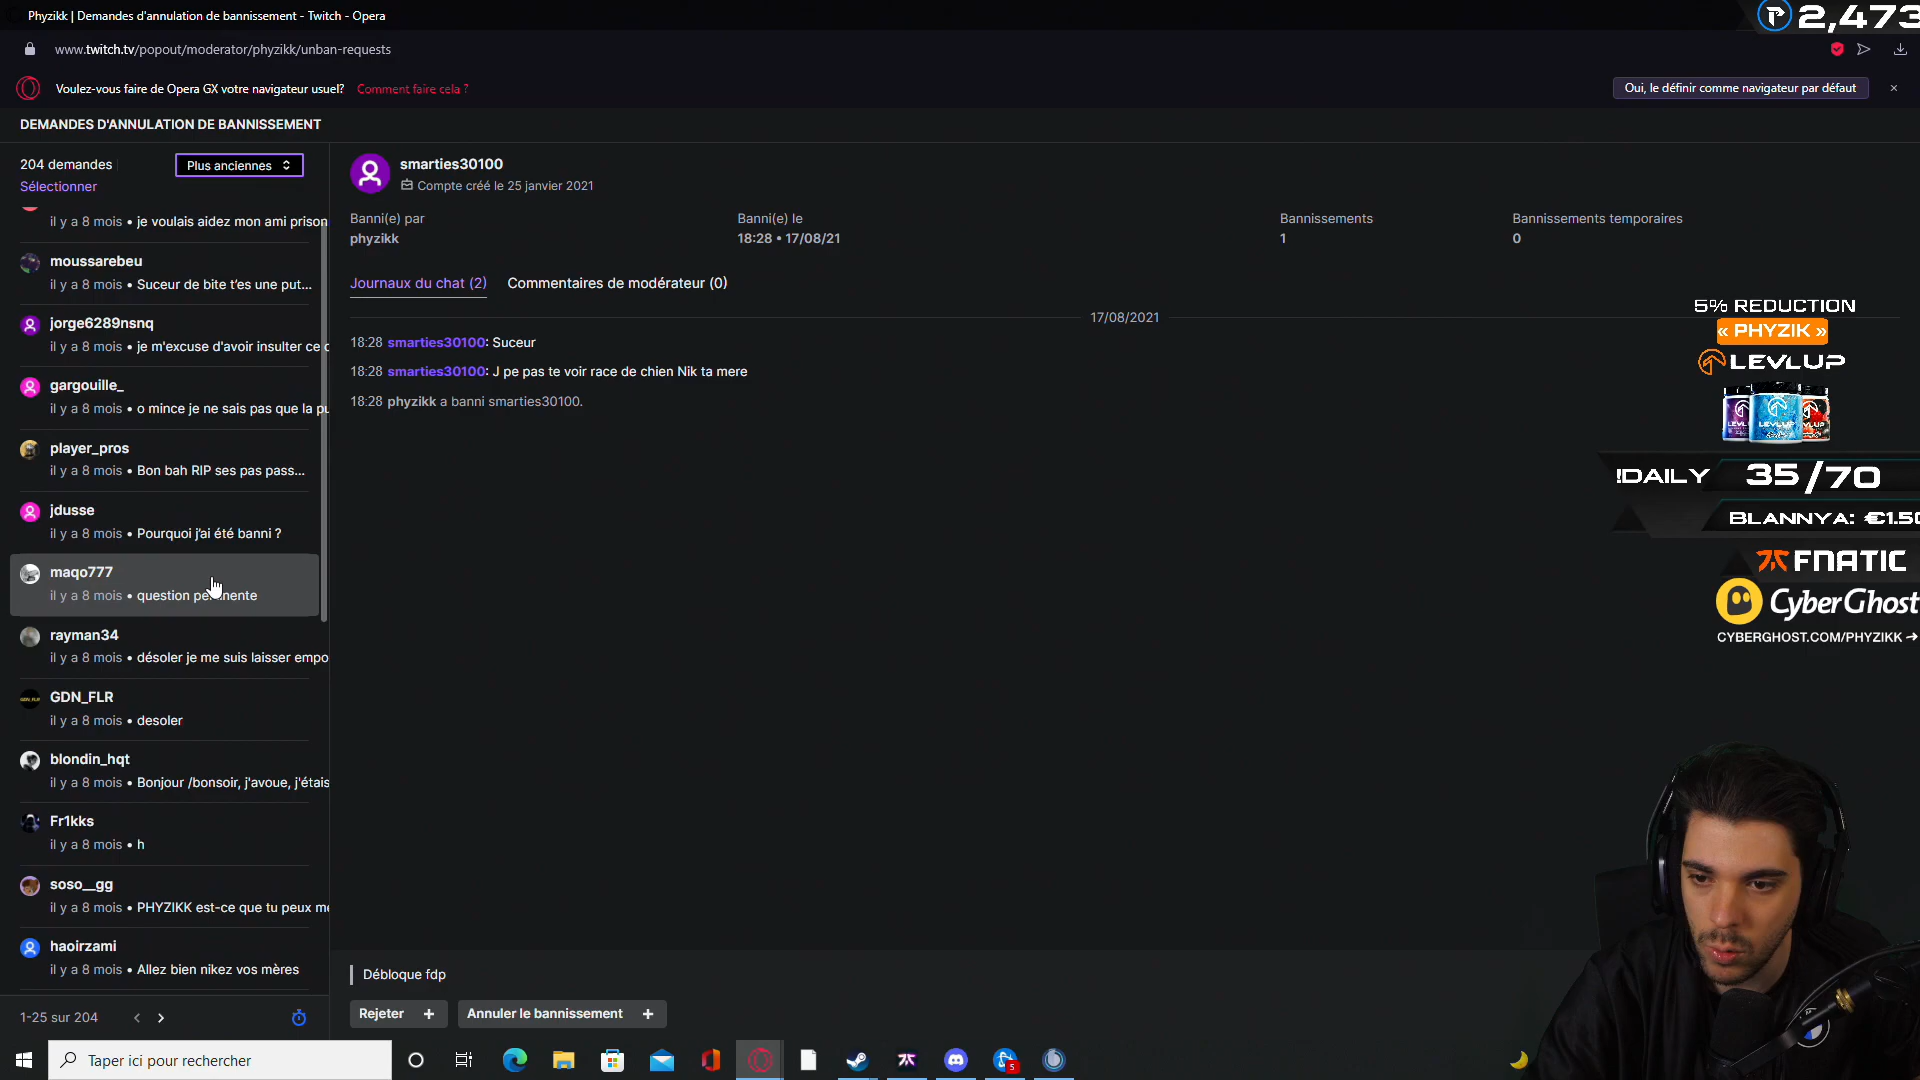 Phyzikk | Demandes d'annulation de bannissement - Twitch - Opera
2,473
www.twitch.tv/popout/moderator/phyzikk/unban-requests
Voulez-vous faire de Opera GX votre navigateur usuel? Comment faire cela ?
Oui, le définir comme navigateur par défaut
DEMANDES D'ANNULATION DE BANNISSEMENT
204 demandes
Plus anciennes
Sélectionner
il y a 8 mois • je voulais aidez mon ami prison
moussarebeu
il y a 8 mois • Suceur de bite t'es une put...
jorge6289nsnq
il y a 8 mois • je m'excuse d'avoir insulter ce
gargouille_
il y a 8 mois • o mince je ne sais pas que la pu
player_pros
il y a 8 mois • Bon bah RIP ses pas pass...
jdusse
il y a 8 mois • Pourquoi j'ai été banni ?
maqo777
il y a 8 mois • question
rayman34
il y a 8 mois • désoler je me suis laisser empo
GDN_FLR
il y a 8 mois • desoler
blondin_hqt
il y a 8 mois • Bonjour /bonsoir, j'avoue, j'étais
Fr1kks
il y a 8 mois • h
soso__gg
il y a 8 mois • PHYZIKK est-ce que tu peux me
haoirzami
il y a 8 mois • Allez bien nikez vos mères
1-25 sur 204
smarties30100
Compte créé le 25 janvier 2021
Banni(e) par
phyzikk
Banni(e) le
18:28 • 17/08/21
Bannissements
1
Bannissements temporaires
0
Journaux du chat (2)
Commentaires de modérateur (0)
17/08/2021
18:28 smarties30100: Suceur
18:28 smarties30100: J pe pas te voir race de chien Nik ta mere
18:28 phyzikk a banni smarties30100.
Débloque fdp
Rejeter +
Annuler le bannissement +
5% REDUCTION
« PHYZIK »
LEVLUP
!DAILY 35/70
BLANNYA: €1.50
FNATIC
CyberGhost
CYBERGHOST.COM/PHYZIKK →
Taper ici pour rechercher
5